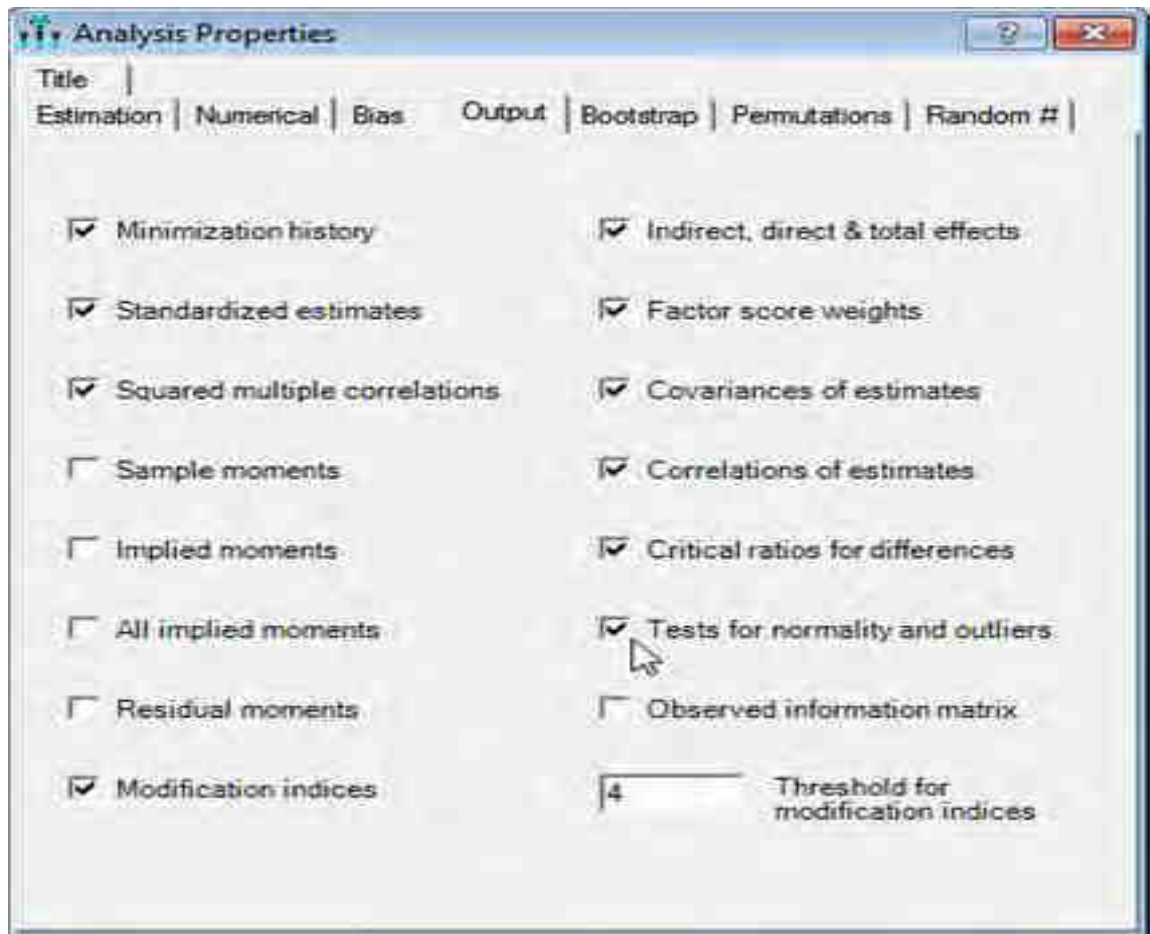 Analysis Properties
Title
Estimation Numerical Bias Output Bootstrap Permutations Random #
Minimization history
Indirect, direct & total effects
Standardized estimates
Factor score weights
Squared multiple correlations
Covariances of estimates
Sample moments
Correlations of estimates
Implied moments
Critical ratios for differences
All implied moments
Tests for normality and outliers
Residual moments
Observed information matrix
Modification indices
4
Threshold for
modification indices